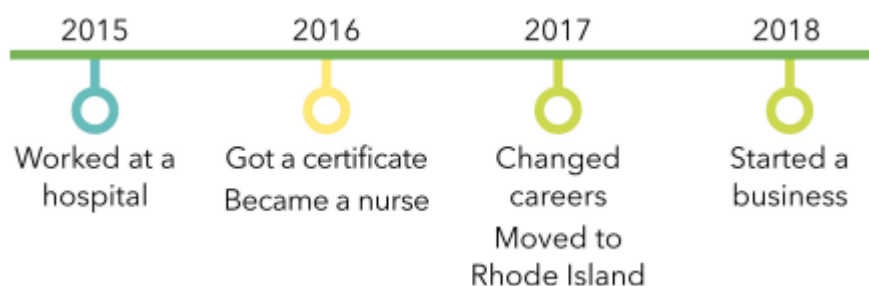 2015
2016
2017
2018
Worked at a
hospital
Got a certificate
Became a nurse
Changed
careers
Moved to
Rhode Island
Started a
business